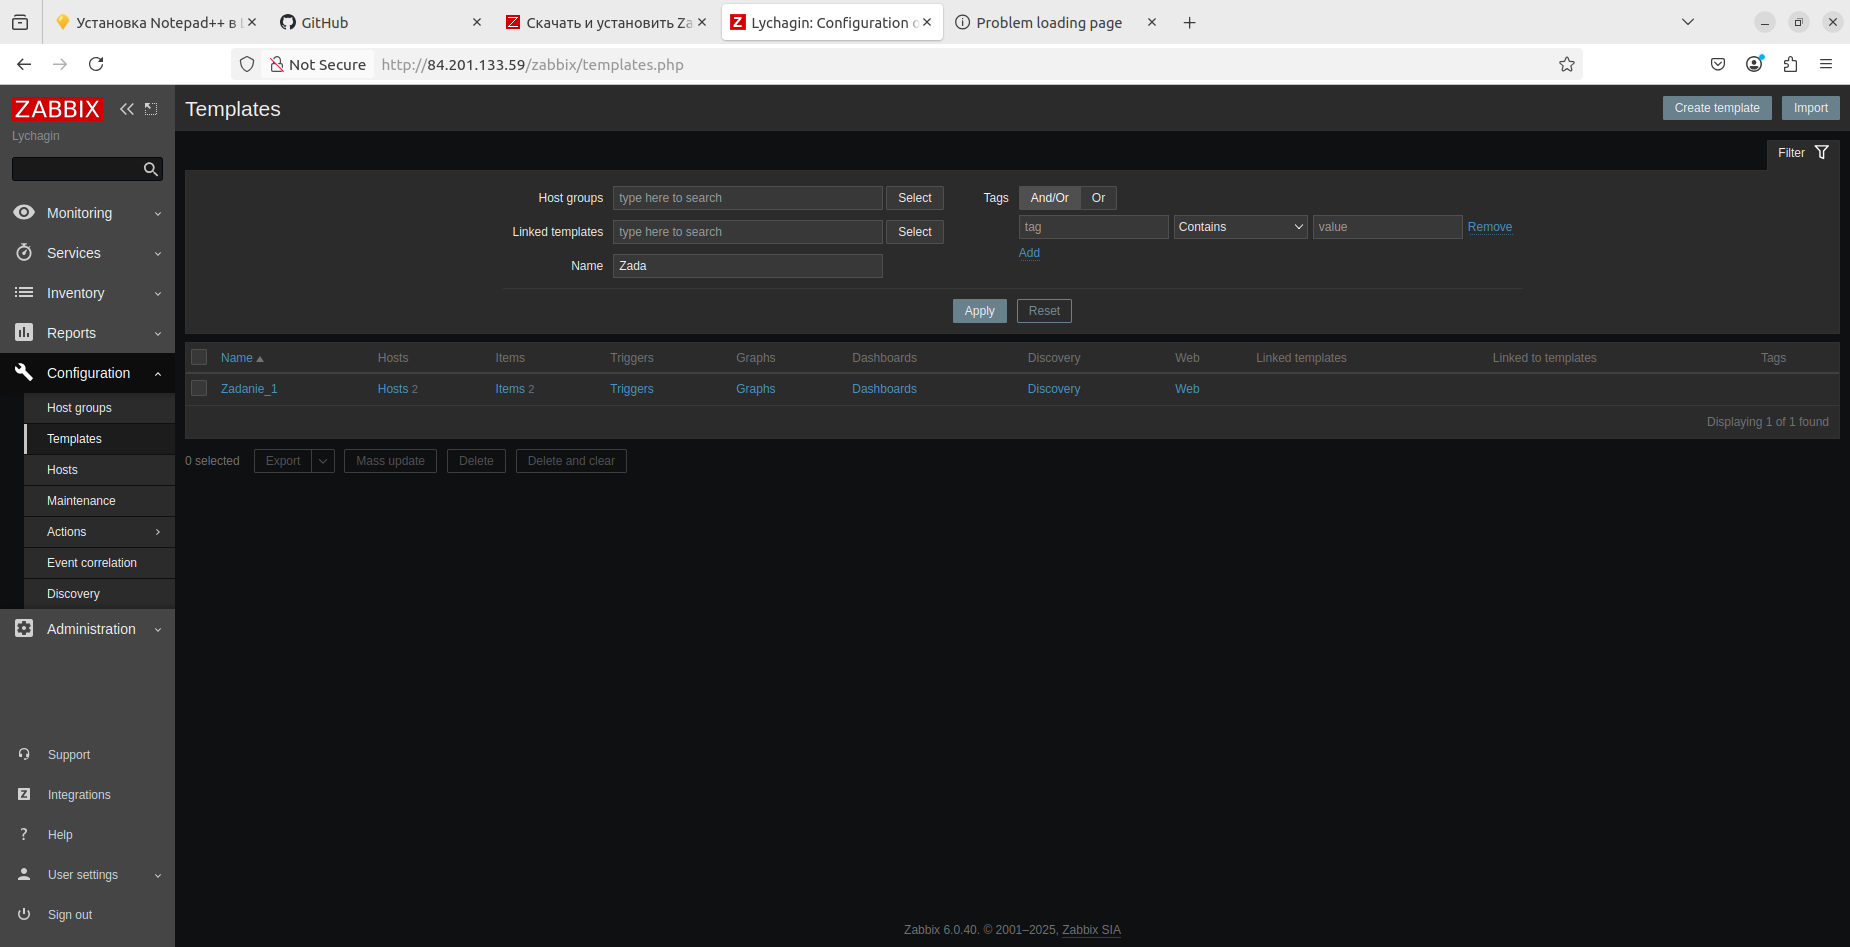 Установка Notepad++ в L
GitHub
Скачать и установить Za
Lychagin: Configuration o
Problem loading page
Not Secure
http://84.201.133.59/zabbix/templates.php
ZABBIX
Lychagin
Monitoring
Services
Inventory
Reports
Configuration
Host groups
Templates
Hosts
Maintenance
Actions
Event correlation
Discovery
Administration
Support
Integrations
Help
User settings
Sign out
Templates
Create template
Import
Filter
Host groups
type here to search
Select
Linked templates
type here to search
Select
Name
Zada
Tags
And/Or
Or
tag
Contains
value
Remove
Add
Apply
Reset
Name Hosts Items Triggers Graphs Dashboards Discovery Web Linked templates Linked to templates Tags
Zadanie_1 Hosts 2 Items 2 Triggers Graphs Dashboards Discovery Web
Displaying 1 of 1 found
0 selected
Export
Mass update
Delete
Delete and clear
Zabbix 6.0.40. © 2001–2025, Zabbix SIA